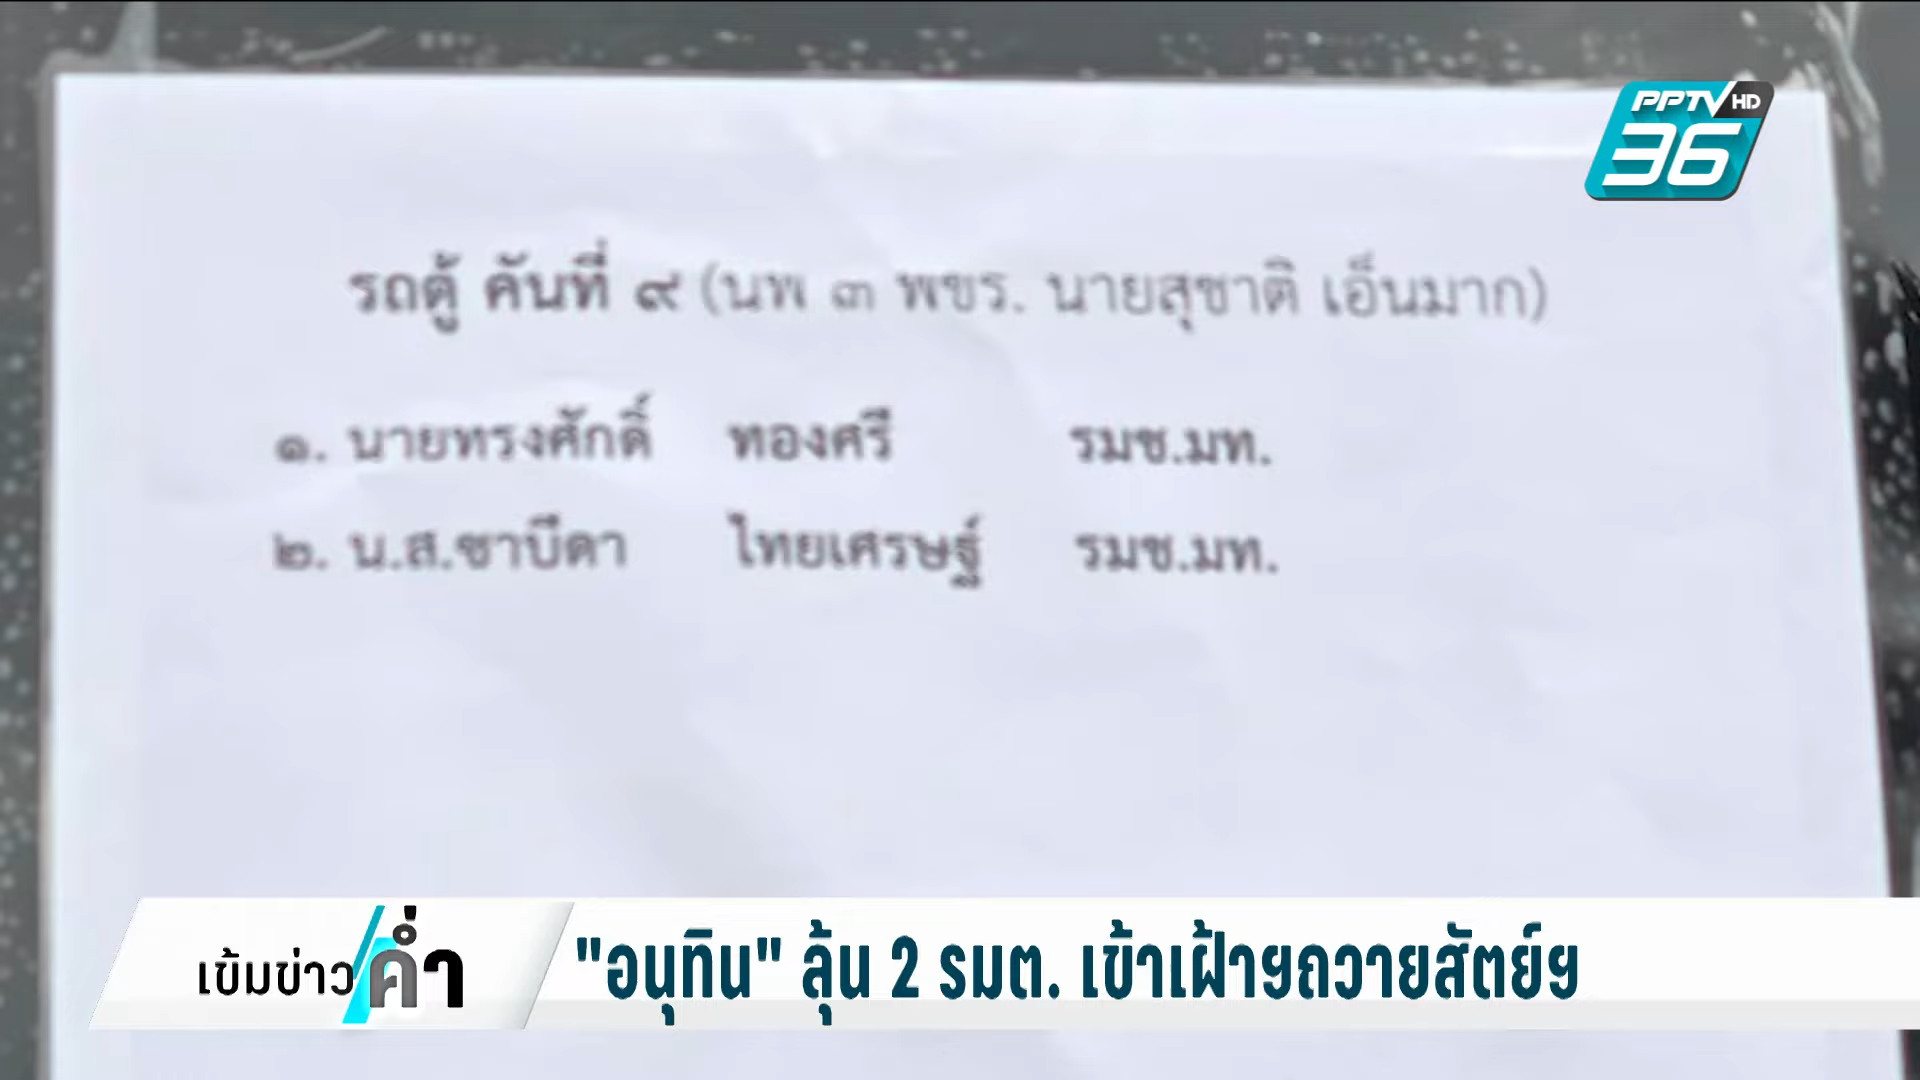 PPTV HD
36
รถตู้ คันที่ ๙ (นพ ๓ พขร. นายสุชาติ เอ็นมาก)
๑. นายทรงศักดิ์ ทองศรี รมช.มท.
๒. น.ส.ซาบีดา ไทยเศรษฐ์ รมช.มท.
เข้มข่าวค่ำ
"อนุทิน" ลุ้น 2 รมต. เข้าเฝ้าฯถวายสัตย์ฯ